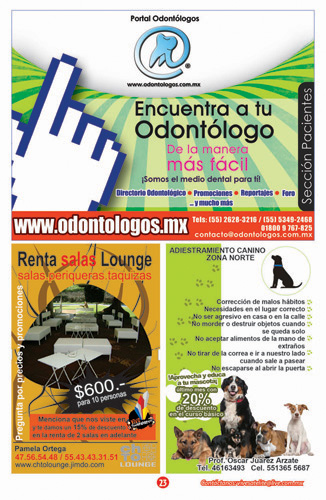 Portal Odontólogos
®
www.odontologos.com.mx
Encuentra a tu
Odontólogo
De la manera
más fácil
¡Somos el medio dental para ti!
Directorio Odontológico • Promociones • Reportajes • Foro
...y mucho más
Sección Pacientes
www.odontologos.mx
Tels: (55) 2628-3216 / (55) 5349-2468
01800 9 767-825
contacto@odontologos.com.mx
Renta salas Lounge
salas.periqueras.taquizas
Pregunta por precios y promociones
$600.-
para 10 personas
Menciona que nos viste en
y te damos un 15% de descuento
en la renta de 2 salas en adelante.
Pamela Ortega
47.56.54.48 / 55.43.43.31.51
www.chtalounge.jimdo.com
LOUNGE
ADIESTRAMIENTO CANINO
ZONA NORTE
Corrección de malos hábitos
Necesidades en el lugar correcto
No ser agresivo en casa o en la calle
No morder o destruir objetos cuando
se queda solo
No aceptar alimentos de la mano de
extraños
No tirar de la correa e ir a nuestro lado
cuando sale a pasear
No escaparse al abrir la puerta
¡Aprovecha y educa
a tu mascota,
último mes con
20%
de descuento
en el curso básico
Prof. Oscar Juárez Arzate
Tel. 46163493 Cel. 551365 5687
23